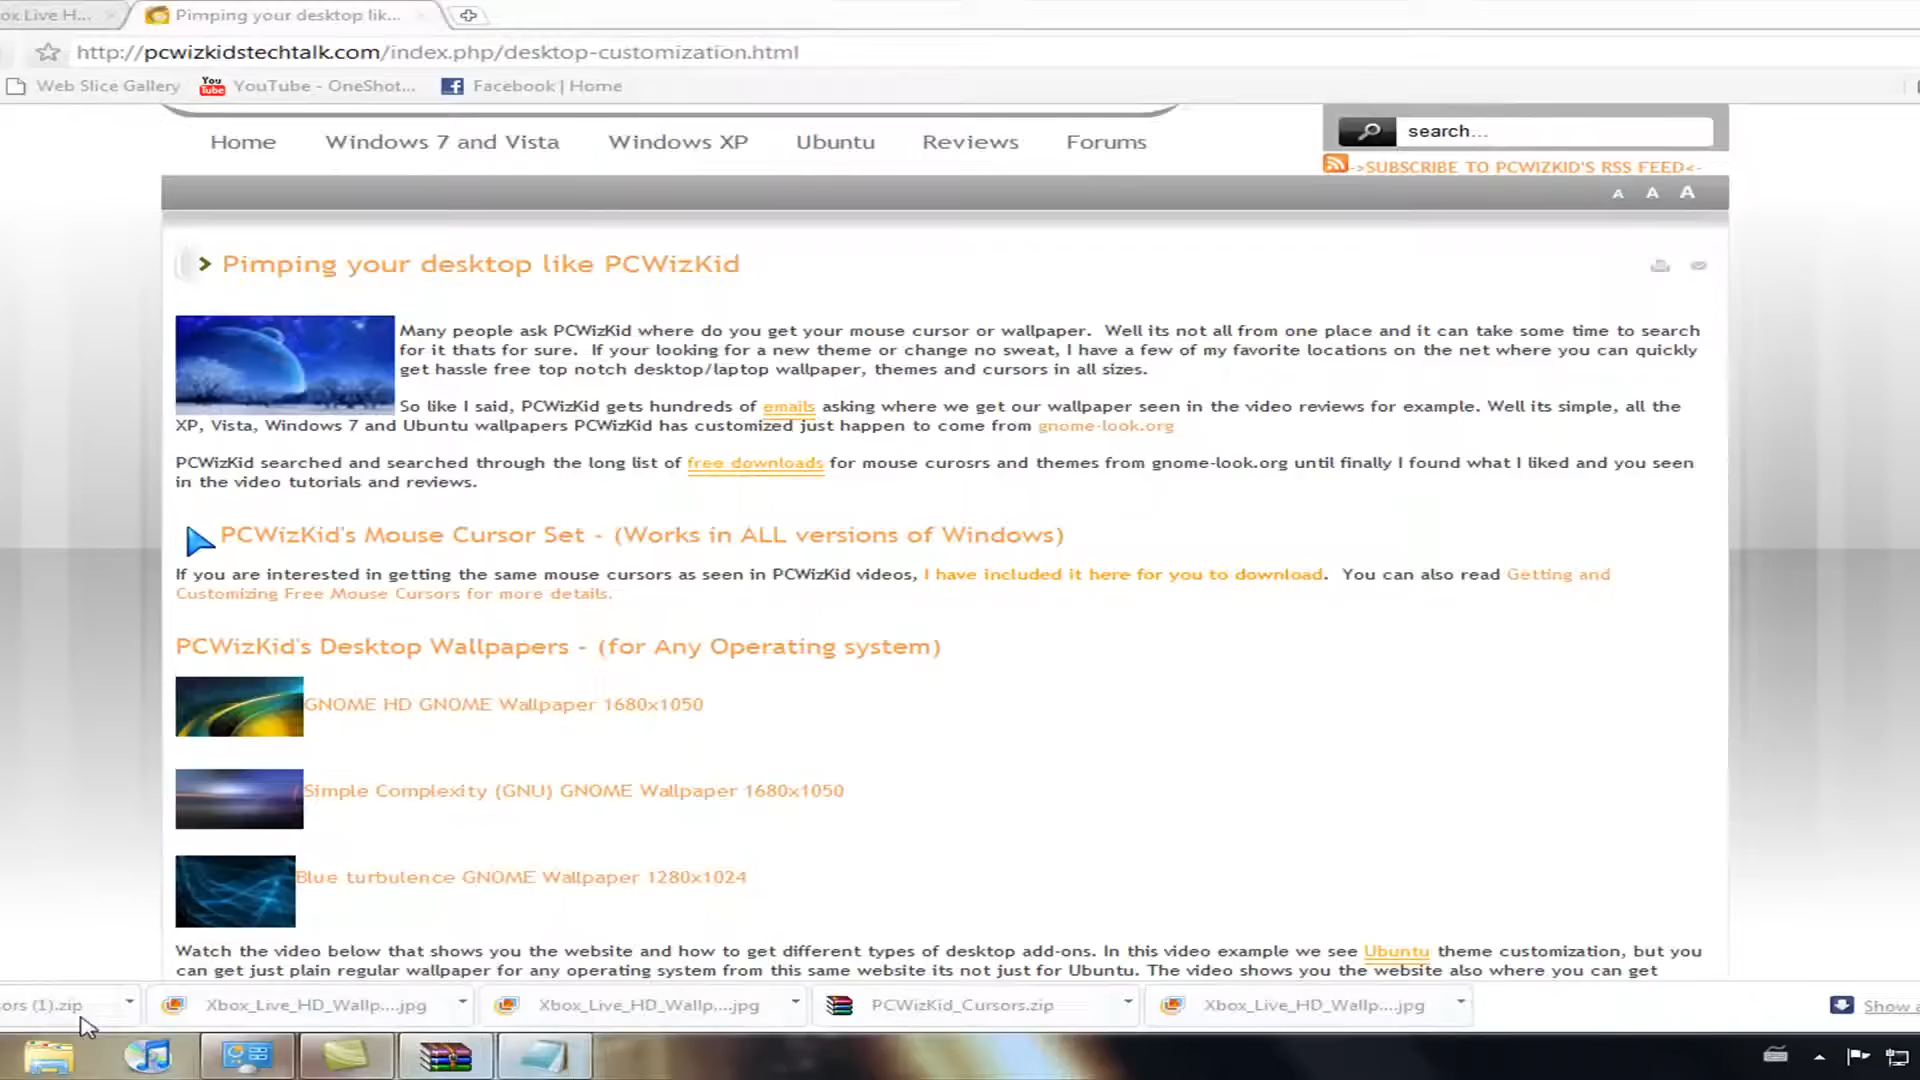 ox Live H...
Pimping your desktop lik...
http://pcwizkidstechtalk.com/index.php/desktop-customization.html
Web Slice Gallery
You Tube
YouTube - OneShot...
Facebook | Home
Home
Windows 7 and Vista
Windows XP
Ubuntu
Reviews
Forums
search...
->SUBSCRIBE TO PCWIZKID'S RSS FEED<-
A A A
Pimping your desktop like PCWizKid
Many people ask PCWizKid where do you get your mouse cursor or wallpaper. Well its not all from one place and it can take some time to search
for it thats for sure. If your looking for a new theme or change no sweat, I have a few of my favorite locations on the net where you can quickly
get hassle free top notch desktop/laptop wallpaper, themes and cursors in all sizes.
So like I said, PCWizKid gets hundreds of emails asking where we get our wallpaper seen in the video reviews for example. Well its simple, all the
XP, Vista, Windows 7 and Ubuntu wallpapers PCWizKid has customized just happen to come from gnome-look.org
PCWizKid searched and searched through the long list of free downloads for mouse curosrs and themes from gnome-look.org until finally I found what I liked and you seen
in the video tutorials and reviews.
PCWizKid's Mouse Cursor Set - (Works in ALL versions of Windows)
If you are interested in getting the same mouse cursors as seen in PCWizKid videos, I have included it here for you to download. You can also read Getting and
Customizing Free Mouse Cursors for more details.
PCWizKid's Desktop Wallpapers - (for Any Operating system)
GNOME HD GNOME Wallpaper 1680x1050
Simple Complexity (GNU) GNOME Wallpaper 1680x1050
Blue turbulence GNOME Wallpaper 1280x1024
Watch the video below that shows you the website and how to get different types of desktop add-ons. In this video example we see Ubuntu theme customization, but you
can get just plain regular wallpaper for any operating system from this same website its not just for Ubuntu. The video shows you the website also where you can get
ors (1).zip
Xbox_Live_HD_Wallp....jpg
Xbox_Live_HD_Wallp....jpg
PCWizKid_Cursors.zip
Xbox_Live_HD_Wallp....jpg
Show a